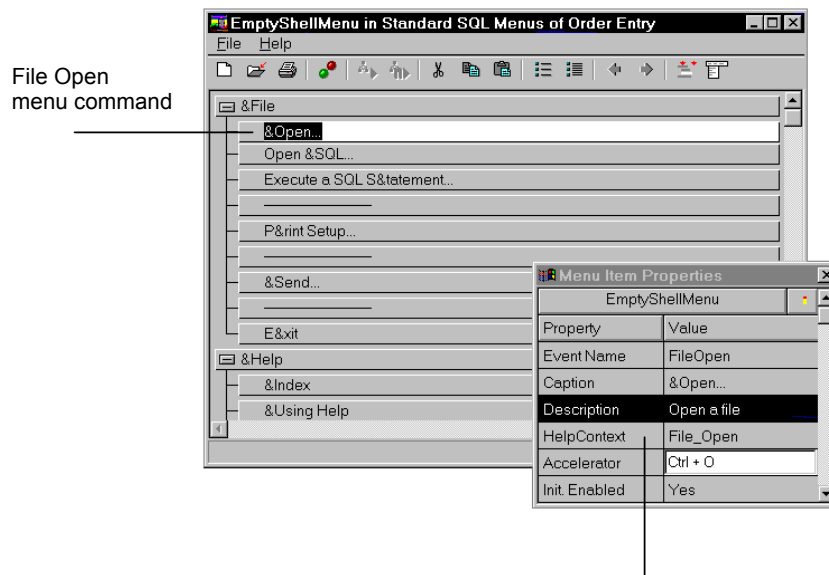 EmptyShellMenu in Standard SQL Menus of Order Entry
File Help
File Open
menu command
&File
&Open...
Open &SQL...
Execute a SQL S&tatement...
P&rint Setup...
&Send...
E&xit
&Help
&Index
&Using Help
Menu Item Properties
EmptyShellMenu
Property Value
Event Name FileOpen
Caption &Open...
Description Open a file
HelpContext File_Open
Accelerator Ctrl + O
Init. Enabled Yes